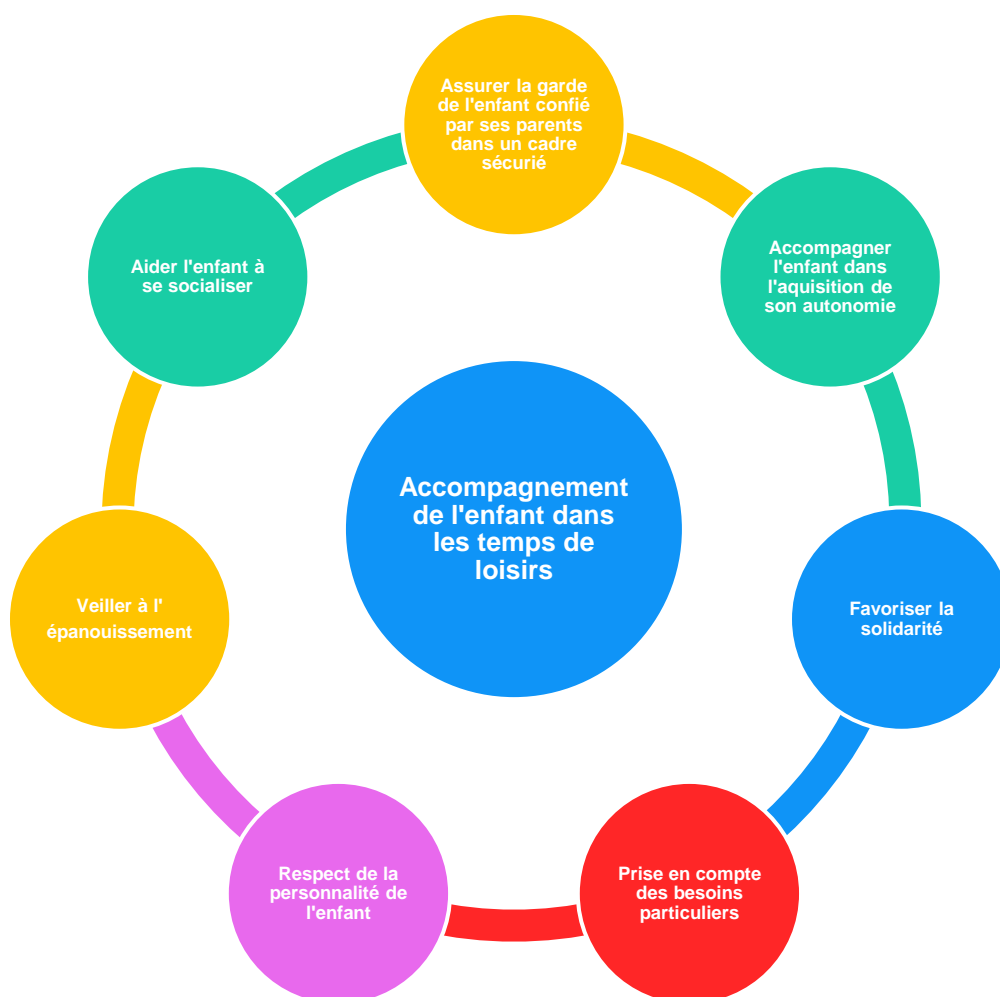 Assurer la garde
de l'enfant confié
par ses parents
dans un cadre
sécurié
Accompagner
l'enfant dans
l'aquisition de
son autonomie
Favoriser la
solidarité
Prise en compte
des besoins
particuliers
Respect de la
personnalité de
l'enfant
Veiller à l'
épanouissement
Aider l'enfant à
se socialiser
Accompagnement
de l'enfant dans
les temps de
loisirs